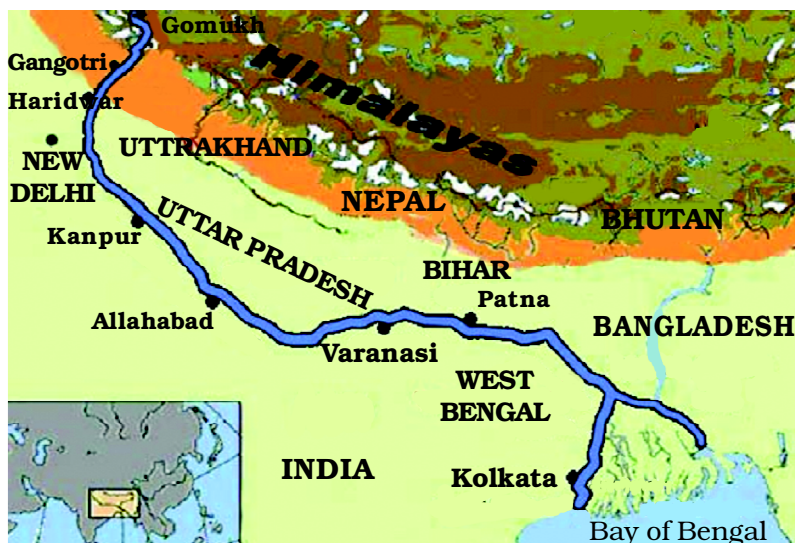 Gomukh
Gangotri
Himalayas
Haridwar
UTTRAKHAND
NEW
DELHI
NEPAL
BHUTAN
Kanpur
UTTAR PRADESH
BIHAR
Patna
Allahabad
BANGLADESH
Varanasi
WEST
BENGAL
INDIA
Kolkata
Bay of Bengal